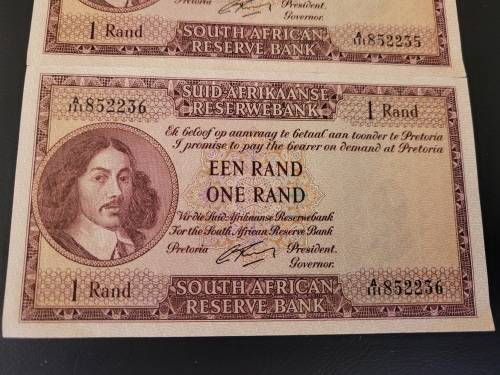 Pretoria President.
Governor.
1 Rand SOUTH AFRICAN A/111 852235
RESERVE BANK
A/111 852236 SUID-AFRIKAANSE 1 Rand
RESERWEBANK
Ek beloof op aanvraag te betaal aan toonder te Pretoria
I promise to pay the bearer on demand at Pretoria
EEN RAND
ONE RAND
Vir die Suid-Afrikaanse Reserwebank
For the South African Reserve Bank
Pretoria President.
Governor.
1 Rand SOUTH AFRICAN A/111 852236
RESERVE BANK